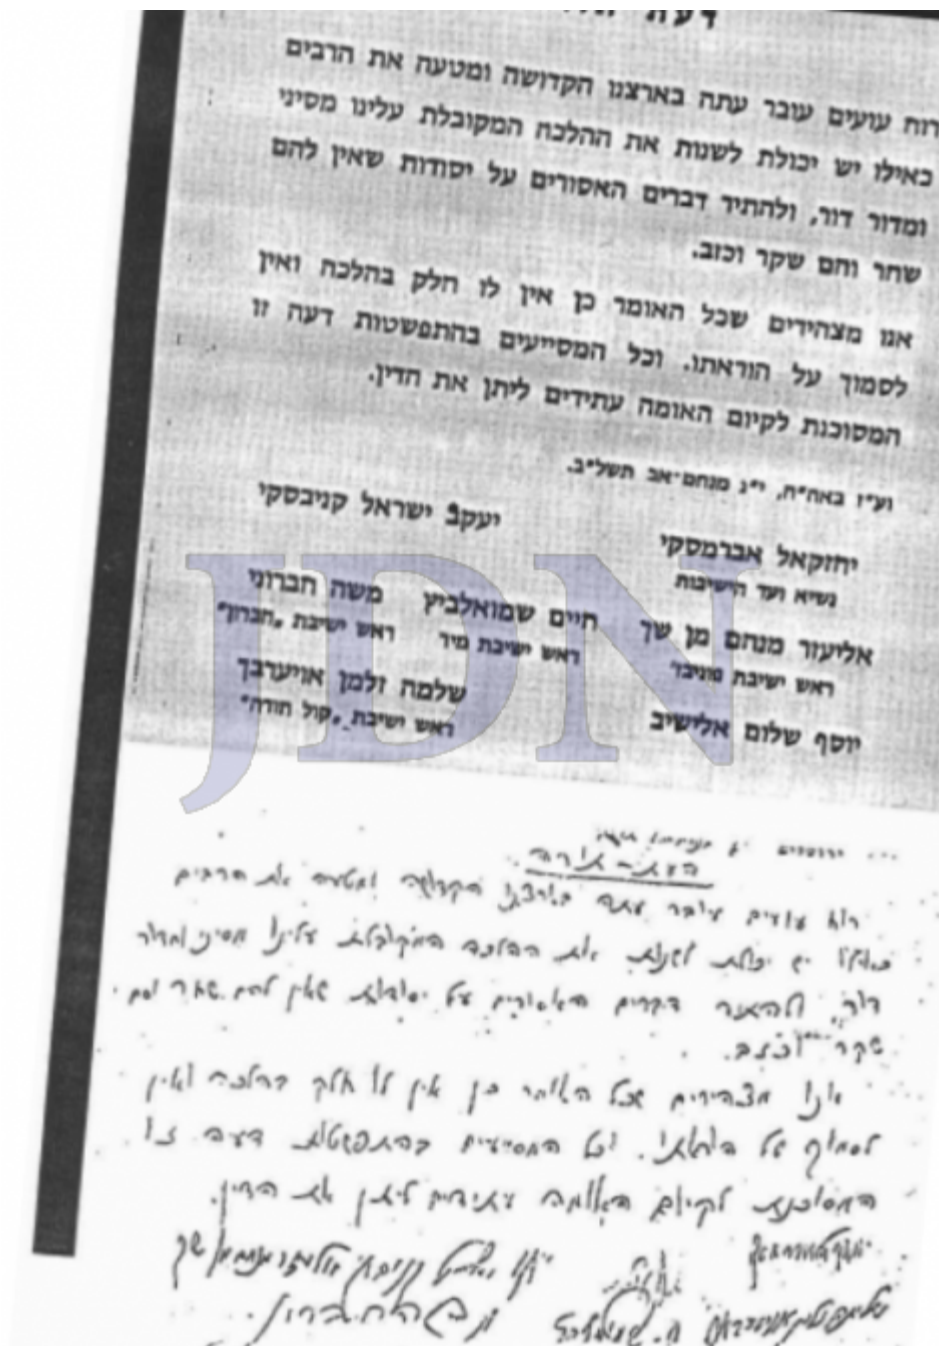 דעת
רוח עועים עובר עתה בארצנו הקדושה ומטעה את הרבים
כאילו יש יכולת לשנות את ההלכה המקובלת עלינו מסיני
ומדור דור, ולהתיר דברים האסורים על יסודות שאין להם
שחר והם שקר וכזב.
אנו מצהירים שכל האומר כן אין לו חלק בהלכה ואין
לסמוך על הוראתו. וכל המסייעים בהתפשטות דעה זו
המסוכנת לקיום האומה עתידים ליתן את הדין.
וע"ז באה"ח, י"ג מנחם-אב תשל"ב.
יעקב ישראל קניבסקי
יחזקאל אברמסקי
נשיא ועד הישיבות
משה חברוני
ראש ישיבת „חברון"
חיים שמואלביץ
ראש ישיבת מיר
אליעזר מנחם מן שך
ראש ישיבת פוניבז'
שלמה זלמן אויערבך
ראש ישיבת „קול תורה"
יוסף שלום אלישיב
JDN
ירושלים
דעת-תורה
רוח עועים עובר עתה בארצנו הקדושה ומטעה את הרבים
כאילו יש יכולת לשנות את ההלכה המקובלת עלינו מסיני ומדור
דור, ולהתיר דברים האסורים על יסודות שאין להם שחר והם
שקר וכזב.
אנו מצהירים שכל האומר כן אין לו חלק בהלכה ואין
לסמוך על הוראתו. וכל המסייעים בהתפשטות דעה זו
המסוכנת לקיום האומה עתידים ליתן את הדין.